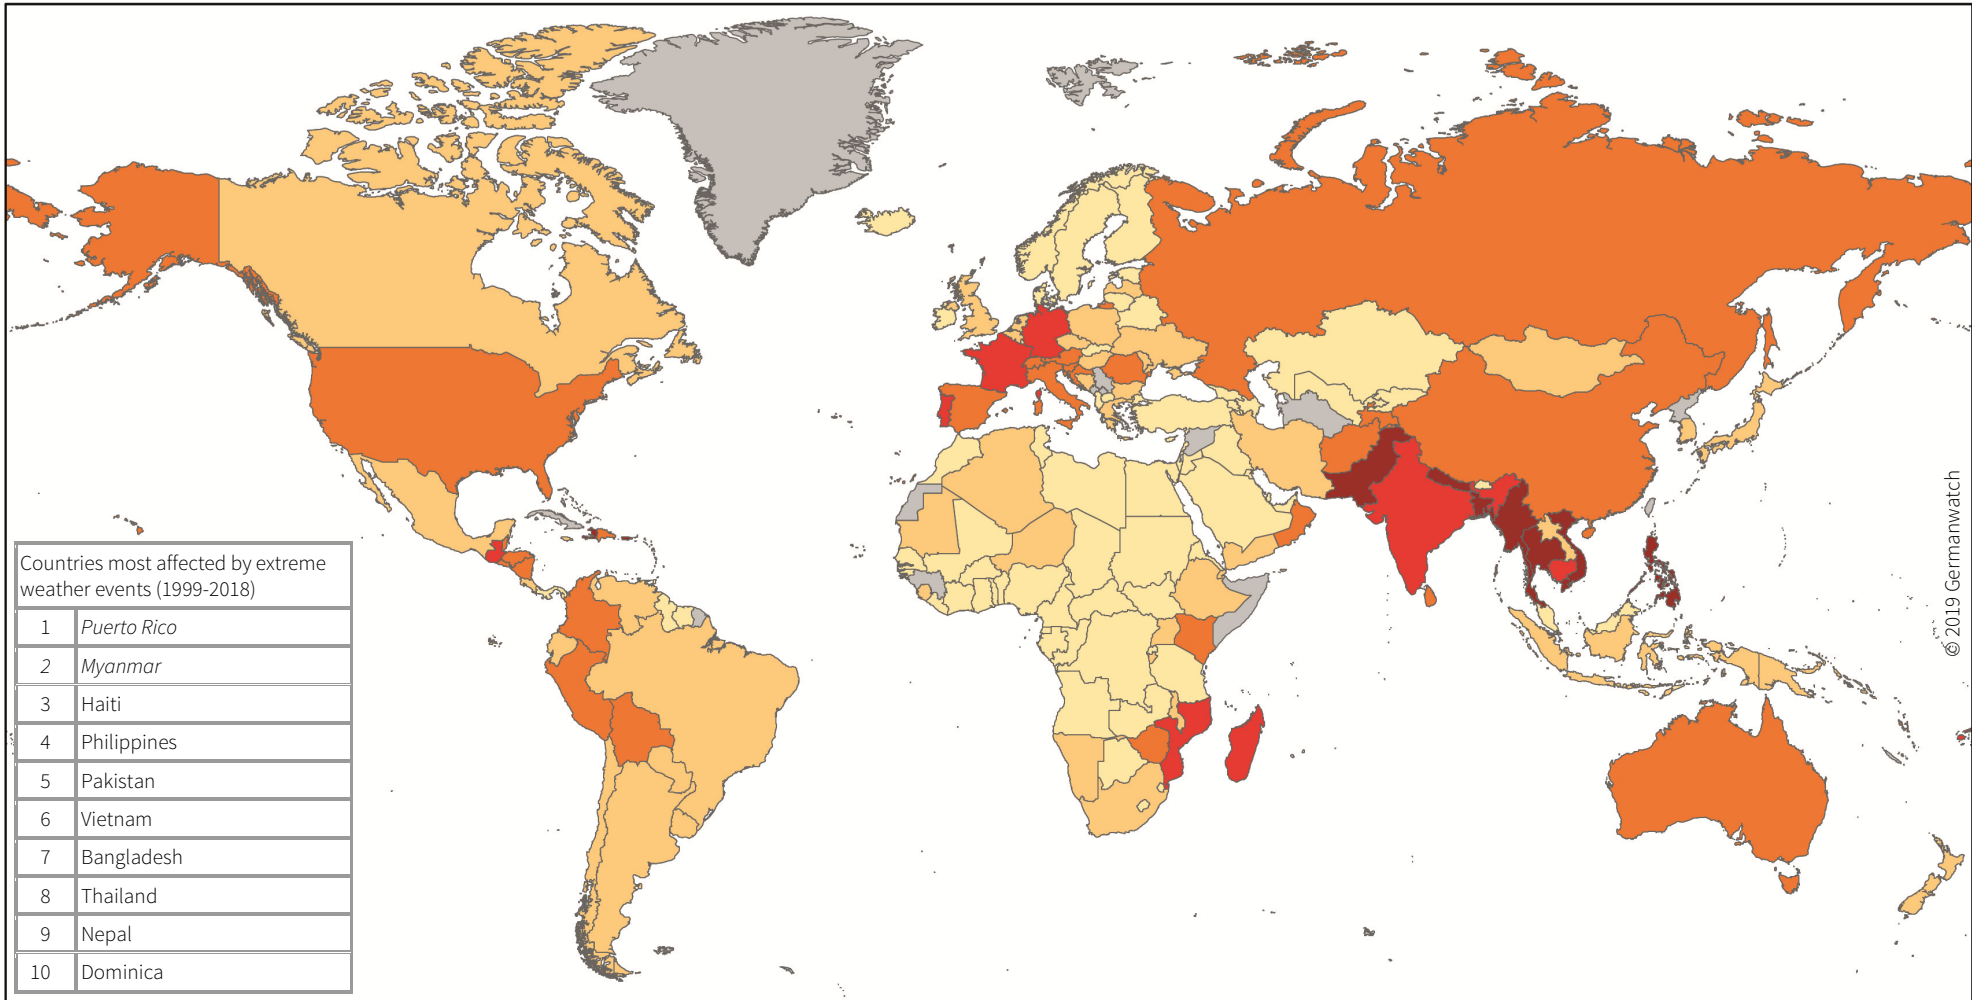 Countries most affected by extreme
weather events (1999-2018)
1 Puerto Rico
2 Myanmar
3 Haiti
4 Philippines
5 Pakistan
6 Vietnam
7 Bangladesh
8 Thailand
9 Nepal
10 Dominica
© 2019 Germanwatch